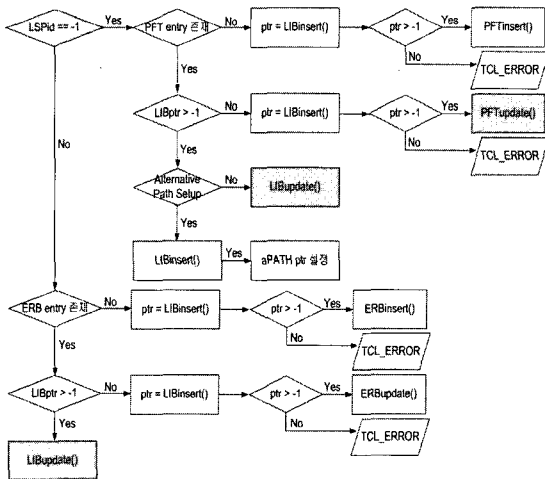 LSPid == -1
Yes
PFT entry 존재
No
ptr = LIBinsert()
ptr > -1
Yes
PFTinsert()
No
TCL_ERROR
Yes
LIBptr > -1
No
ptr = LIBinsert()
ptr > -1
Yes
PFTupdate()
No
TCL_ERROR
No
Yes
Alternative
Path Setup
No
LIBupdate()
Yes
LIBinsert()
Yes
aPATH ptr 설정
ERB entry 존재
No
ptr = LIBinsert()
ptr > -1
Yes
ERBinsert()
No
TCL_ERROR
Yes
LIBptr > -1
No
ptr = LIBinsert()
ptr > -1
Yes
ERBupdate()
No
TCL_ERROR
Yes
LIBupdate()